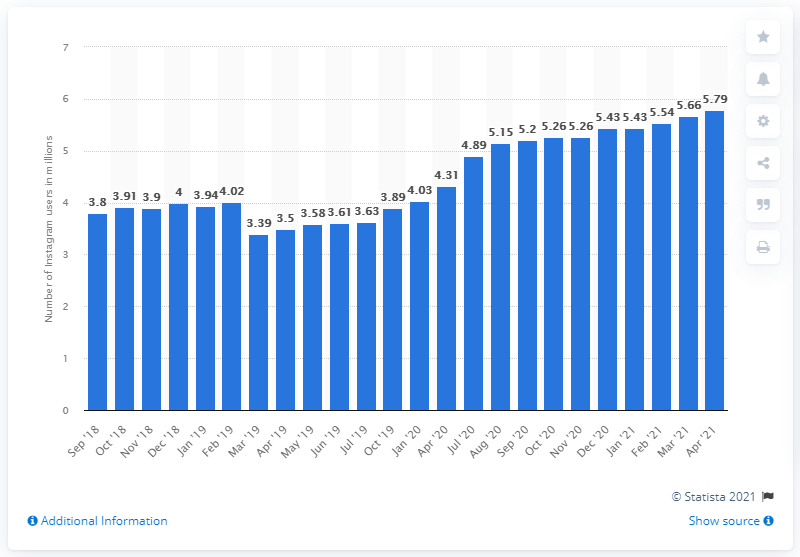 Number of Instagram users in millions
7
6
5
4
3
2
1
0
3.8
3.91
3.9
4
3.94
4.02
3.39
3.5
3.58
3.61
3.63
3.89
4.03
4.31
4.89
5.15
5.2
5.26
5.26
5.43
5.43
5.54
5.66
5.79
Sep '18
Oct '18
Nov '18
Dec '18
Jan '19
Feb '19
Mar '19
Apr '19
May '19
Jun '19
Jul '19
Oct '19
Jan '20
Apr '20
Jul '20
Aug '20
Sep '20
Oct '20
Nov '20
Dec '20
Jan '21
Feb '21
Mar '21
Apr '21
© Statista 2021
Additional Information
Show source